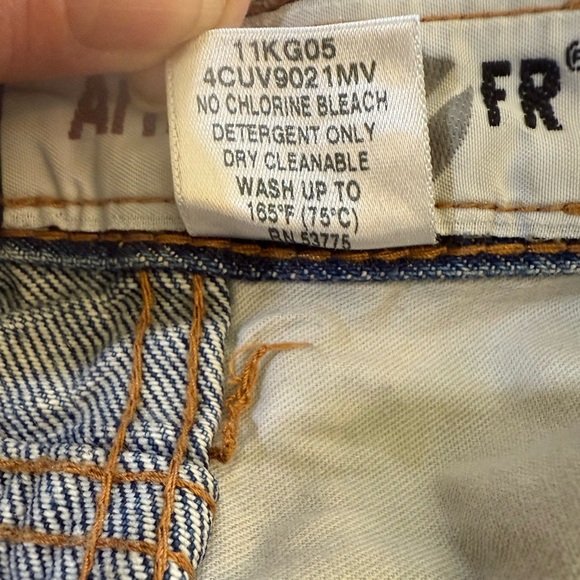 11KG05
4CUV9021MV
NO CHLORINE BLEACH
DETERGENT ONLY
DRY CLEANABLE
WASH UP TO
165°F (75°C)
RN 53775
FR®